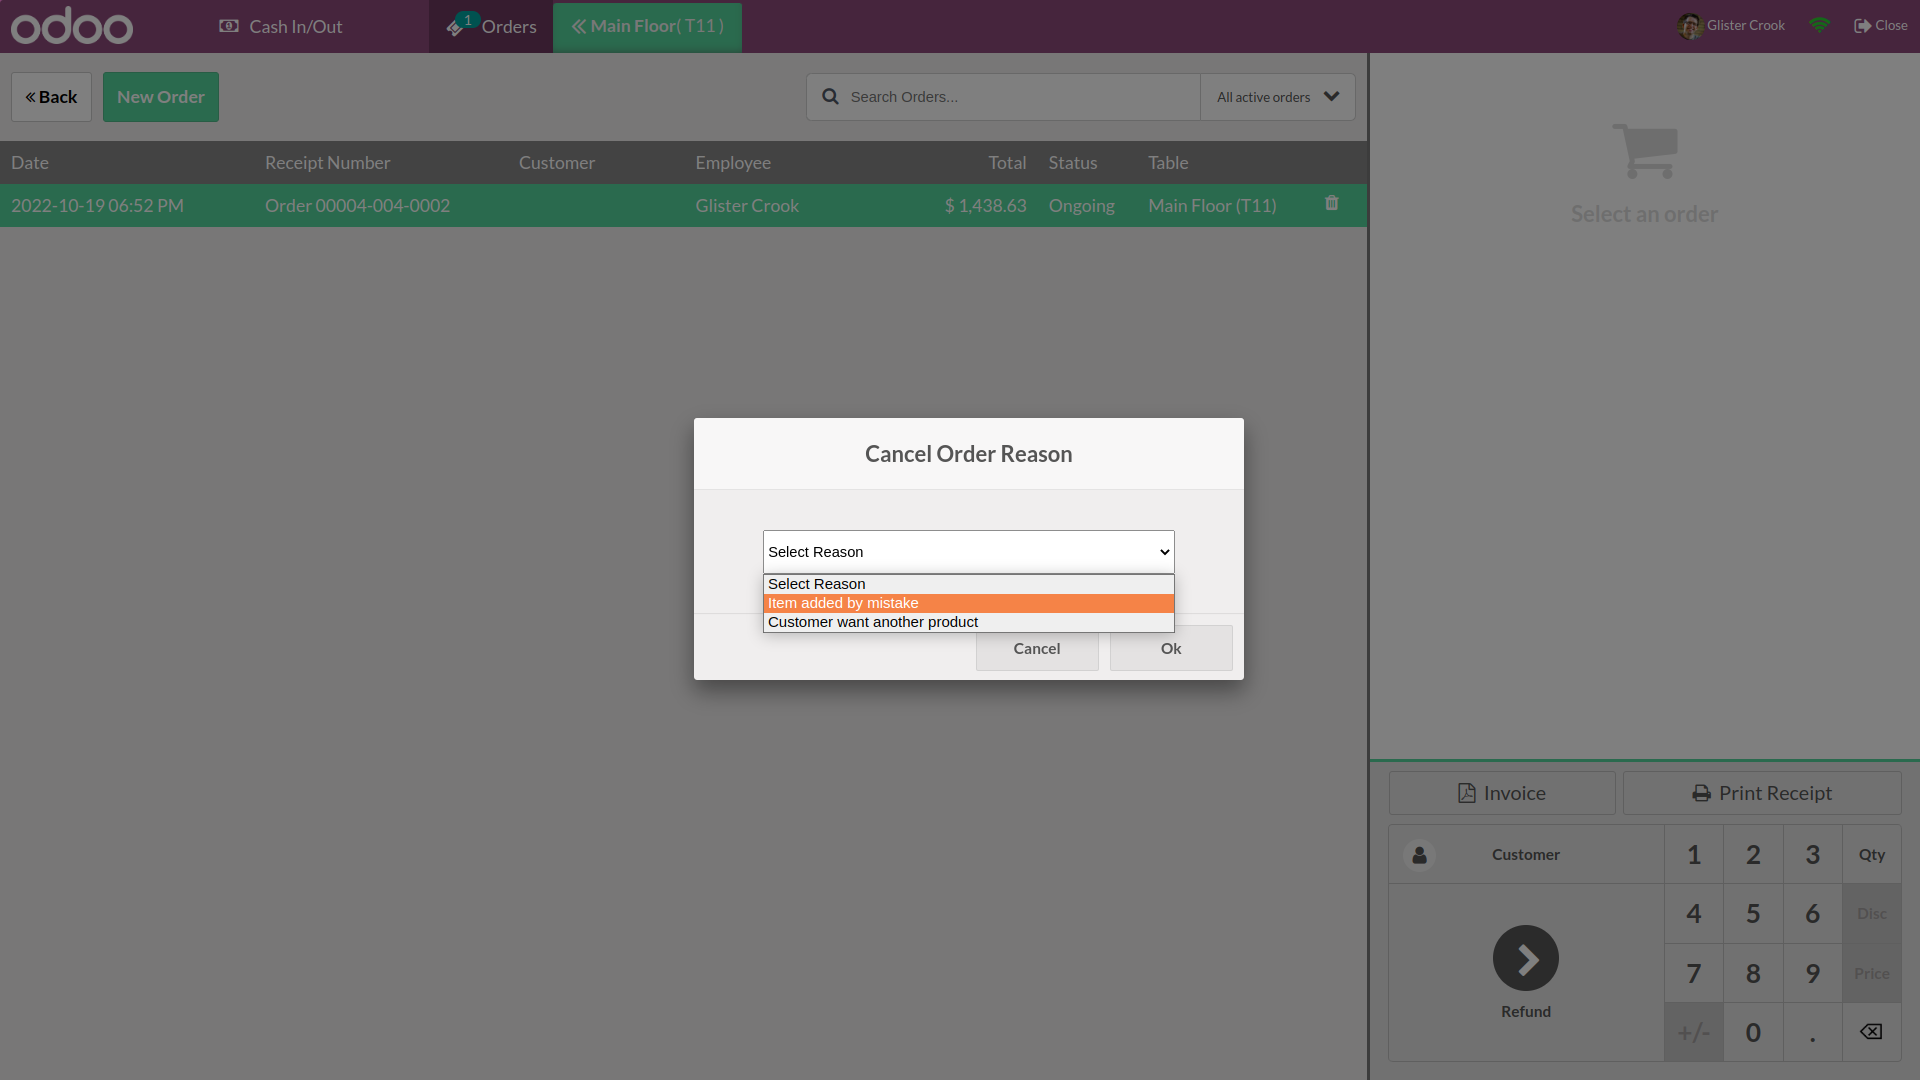 odoo
Cash In/Out
1
Orders
Main Floor( T11 )
Glister Crook
Close
Back
New Order
Search Orders...
All active orders
Date Receipt Number Customer Employee Total Status Table
2022-10-19 06:52 PM Order 00004-004-0002 Glister Crook $ 1,438.63 Ongoing Main Floor (T11)
Select an order
Cancel Order Reason
Select Reason
Select Reason
Item added by mistake
Customer want another product
Cancel Ok
Invoice Print Receipt
Customer
1 2 3 Qty
4 5 6 Disc
7 8 9 Price
Refund
+/- 0 .